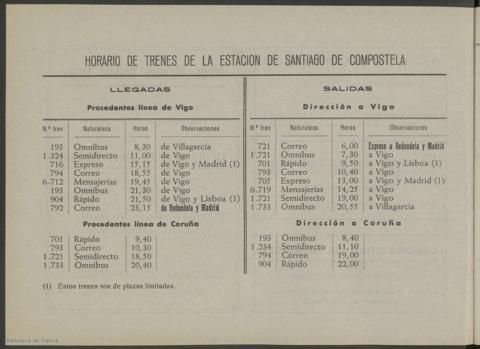 HORARIO DE TRENES DE LA ESTACION DE SANTIAGO DE COMPOSTELA
LLEGADAS
Procedentes línea de Vigo
N.º tren Naturaleza Horas Observaciones
193 Omnibus 8,30 de Villagarcía
1.324 Semidirecto 11,00 de Vigo
716 Expreso 15,15 de Vigo y Madrid (1)
794 Correo 18,55 de Vigo
6.712 Mensajerías 19,45 de Vigo
193 Omnibus 21,30 de Vigo
904 Rápido 21,50 de Vigo y Lisboa (1)
792 Correo 23,15 de Redondela y Madrid
Procedentes línea de Coruña
701 Rápido 9,40
793 Correo 10,30
1.721 Semidirecto 18,50
1.733 Omnibus 20,40
(1) Estos trenes son de plazas limitadas.
SALIDAS
Dirección a Vigo
N.º tren Naturaleza Horas Observaciones
721 Correo 6,00 Expreso a Redondela y Madrid
1.721 Omnibus 7,30 a Vigo
701 Rápido 9,50 a Vigo y Lisboa (1)
793 Correo 10,40 a Vigo
705 Expreso 13,00 a Vigo y Madrid (1)
6.719 Mensajerías 14,25 a Vigo
1.721 Semidirecto 19,00 a Vigo
1.733 Omnibus 20,55 a Villagarcía
Dirección a Coruña
193 Omnibus 8,40
1.234 Semidirecto 11,10
794 Correo 19,00
904 Rápido 22,00
Biblioteca de Galicia